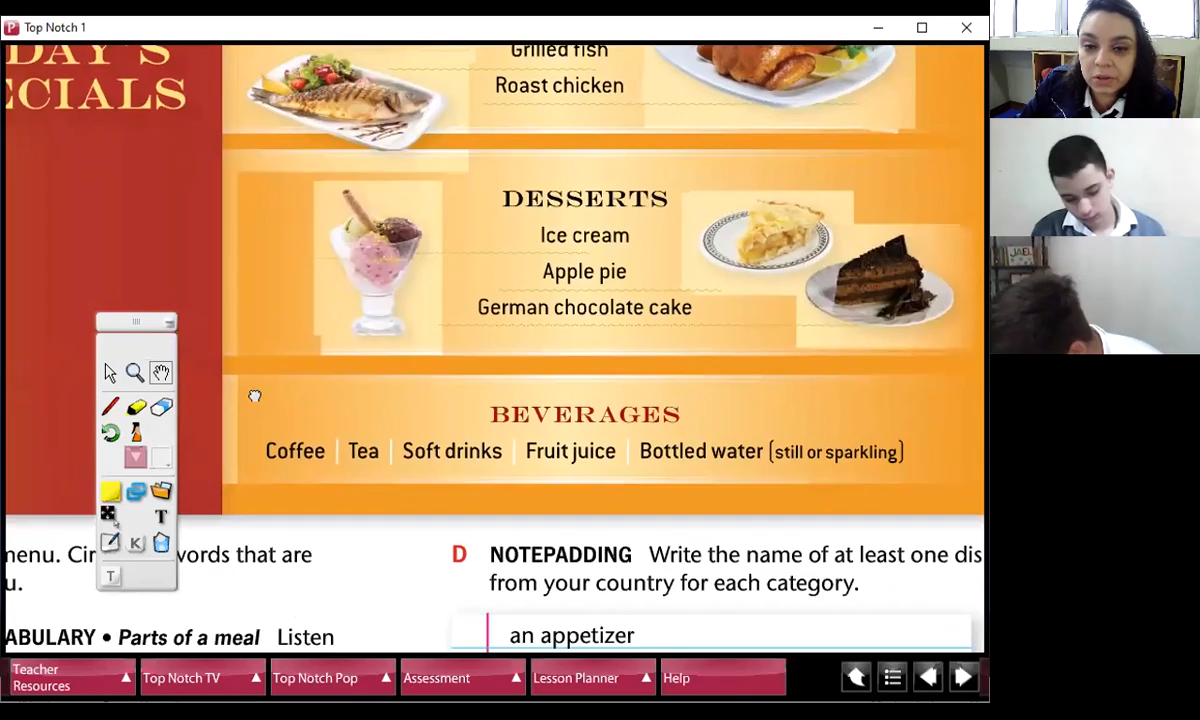 Top Notch 1
DAY'S
ECIALS
Grilled fish
Roast chicken
DESSERTS
Ice cream
Apple pie
German chocolate cake
BEVERAGES
Coffee | Tea | Soft drinks | Fruit juice | Bottled water (still or sparkling)
menu. Cir words that are
u.
ABULARY • Parts of a meal Listen
D NOTEPADDING Write the name of at least one dis
from your country for each category.
an appetizer
T
K
T
Teacher
Resources
Top Notch TV
Top Notch Pop
Assessment
Lesson Planner
Help
JAEL